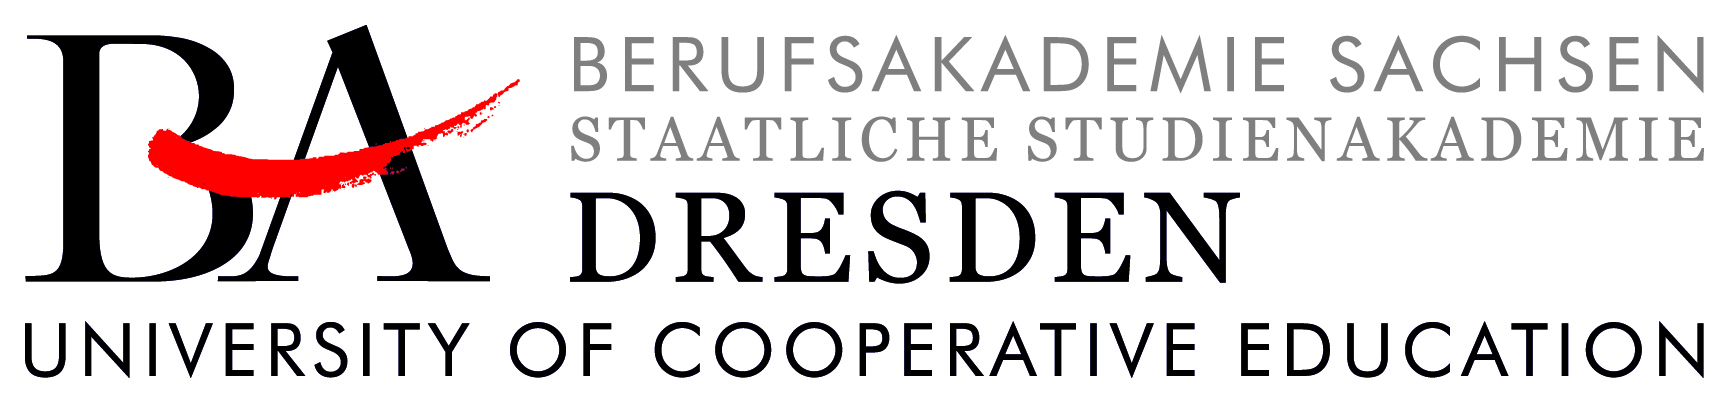 BA
BERUFSAKADEMIE SACHSEN
STAATLICHE STUDIENAKADEMIE
DRESDEN
UNIVERSITY OF COOPERATIVE EDUCATION